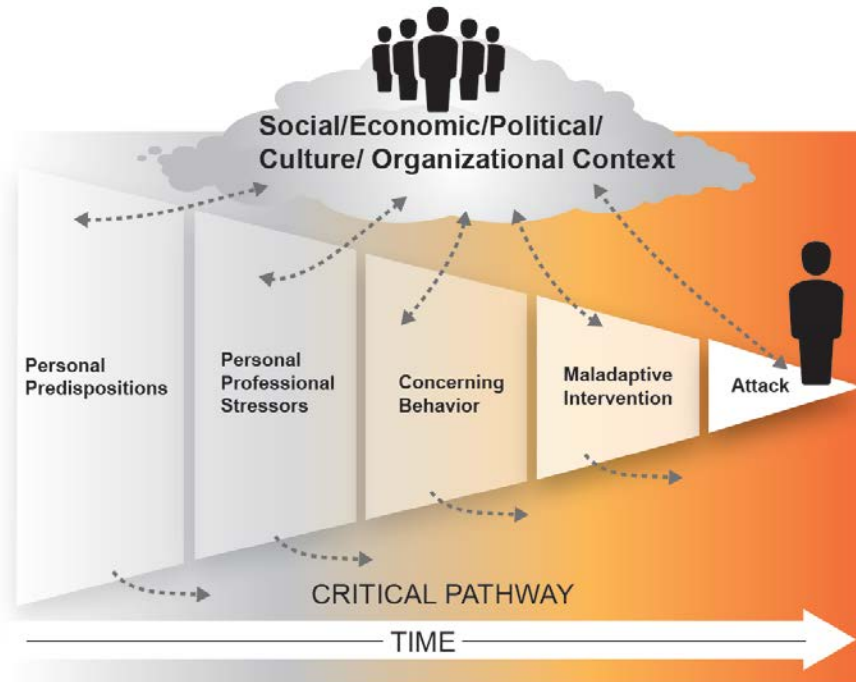 Social/Economic/Political/
Culture/ Organizational Context
Personal
Predispositions
Personal
Professional
Stressors
Concerning
Behavior
Maladaptive
Intervention
Attack
CRITICAL PATHWAY
TIME